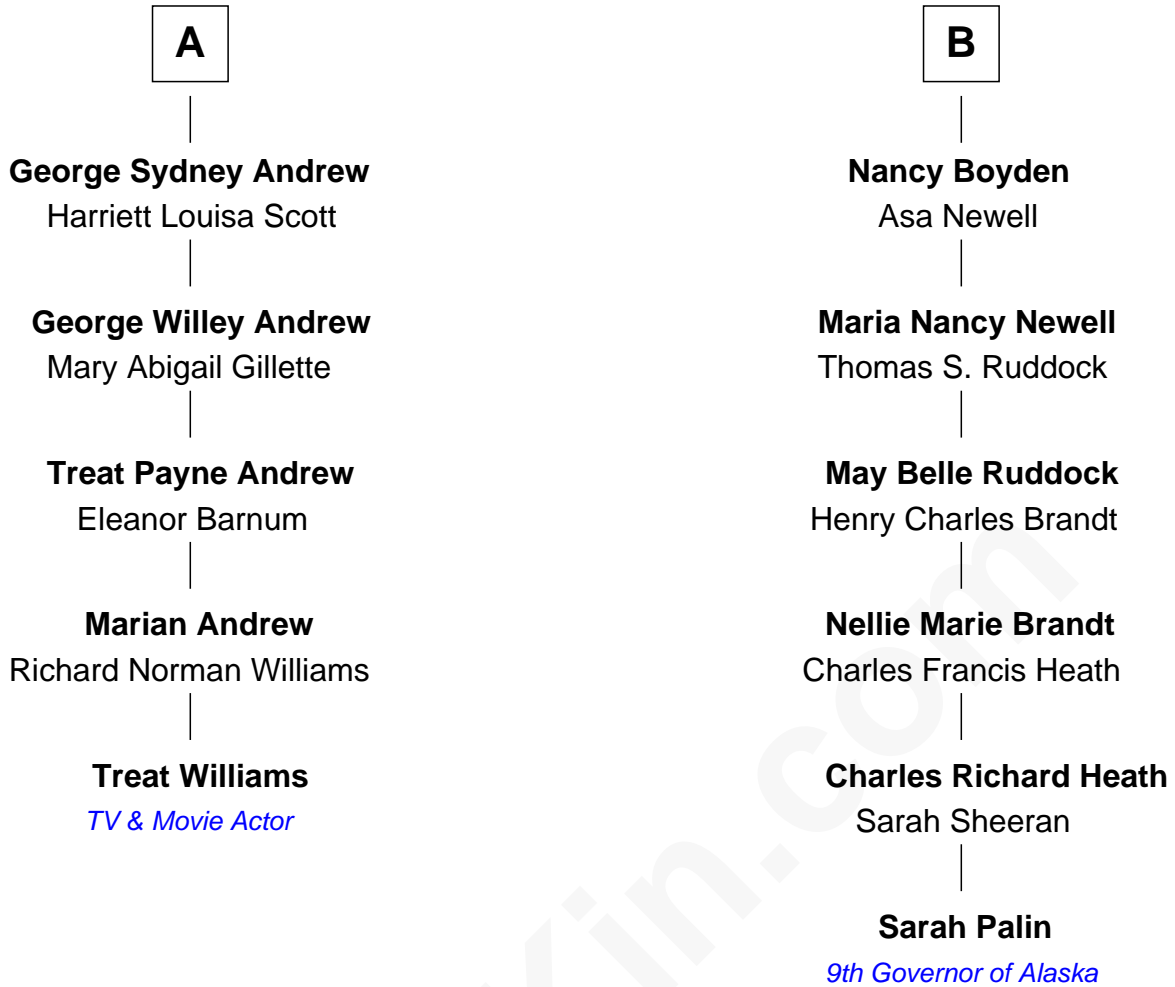 A
George Sydney Andrew
Harriett Louisa Scott
George Willey Andrew
Mary Abigail Gillette
Treat Payne Andrew
Eleanor Barnum
Marian Andrew
Richard Norman Williams
Treat Williams
TV & Movie Actor
B
Nancy Boyden
Asa Newell
Maria Nancy Newell
Thomas S. Ruddock
May Belle Ruddock
Henry Charles Brandt
Nellie Marie Brandt
Charles Francis Heath
Charles Richard Heath
Sarah Sheeran
Sarah Palin
9th Governor of Alaska
Kin.com